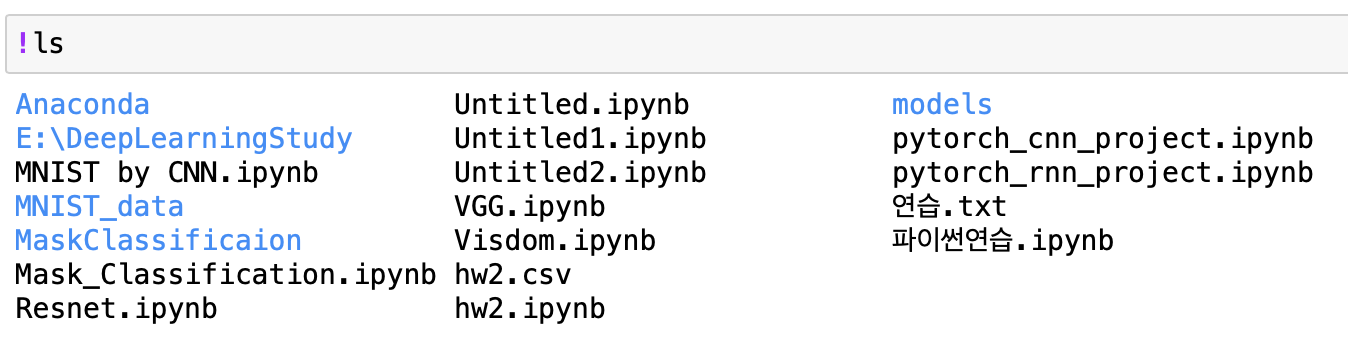 !ls
Anaconda Untitled.ipynb models
E:\DeepLearningStudy Untitled1.ipynb pytorch_cnn_project.ipynb
MNIST by CNN.ipynb Untitled2.ipynb pytorch_rnn_project.ipynb
MNIST_data VGG.ipynb 연습.txt
MaskClassificaion Visdom.ipynb 파이썬연습.ipynb
Mask_Classification.ipynb hw2.csv
Resnet.ipynb hw2.ipynb